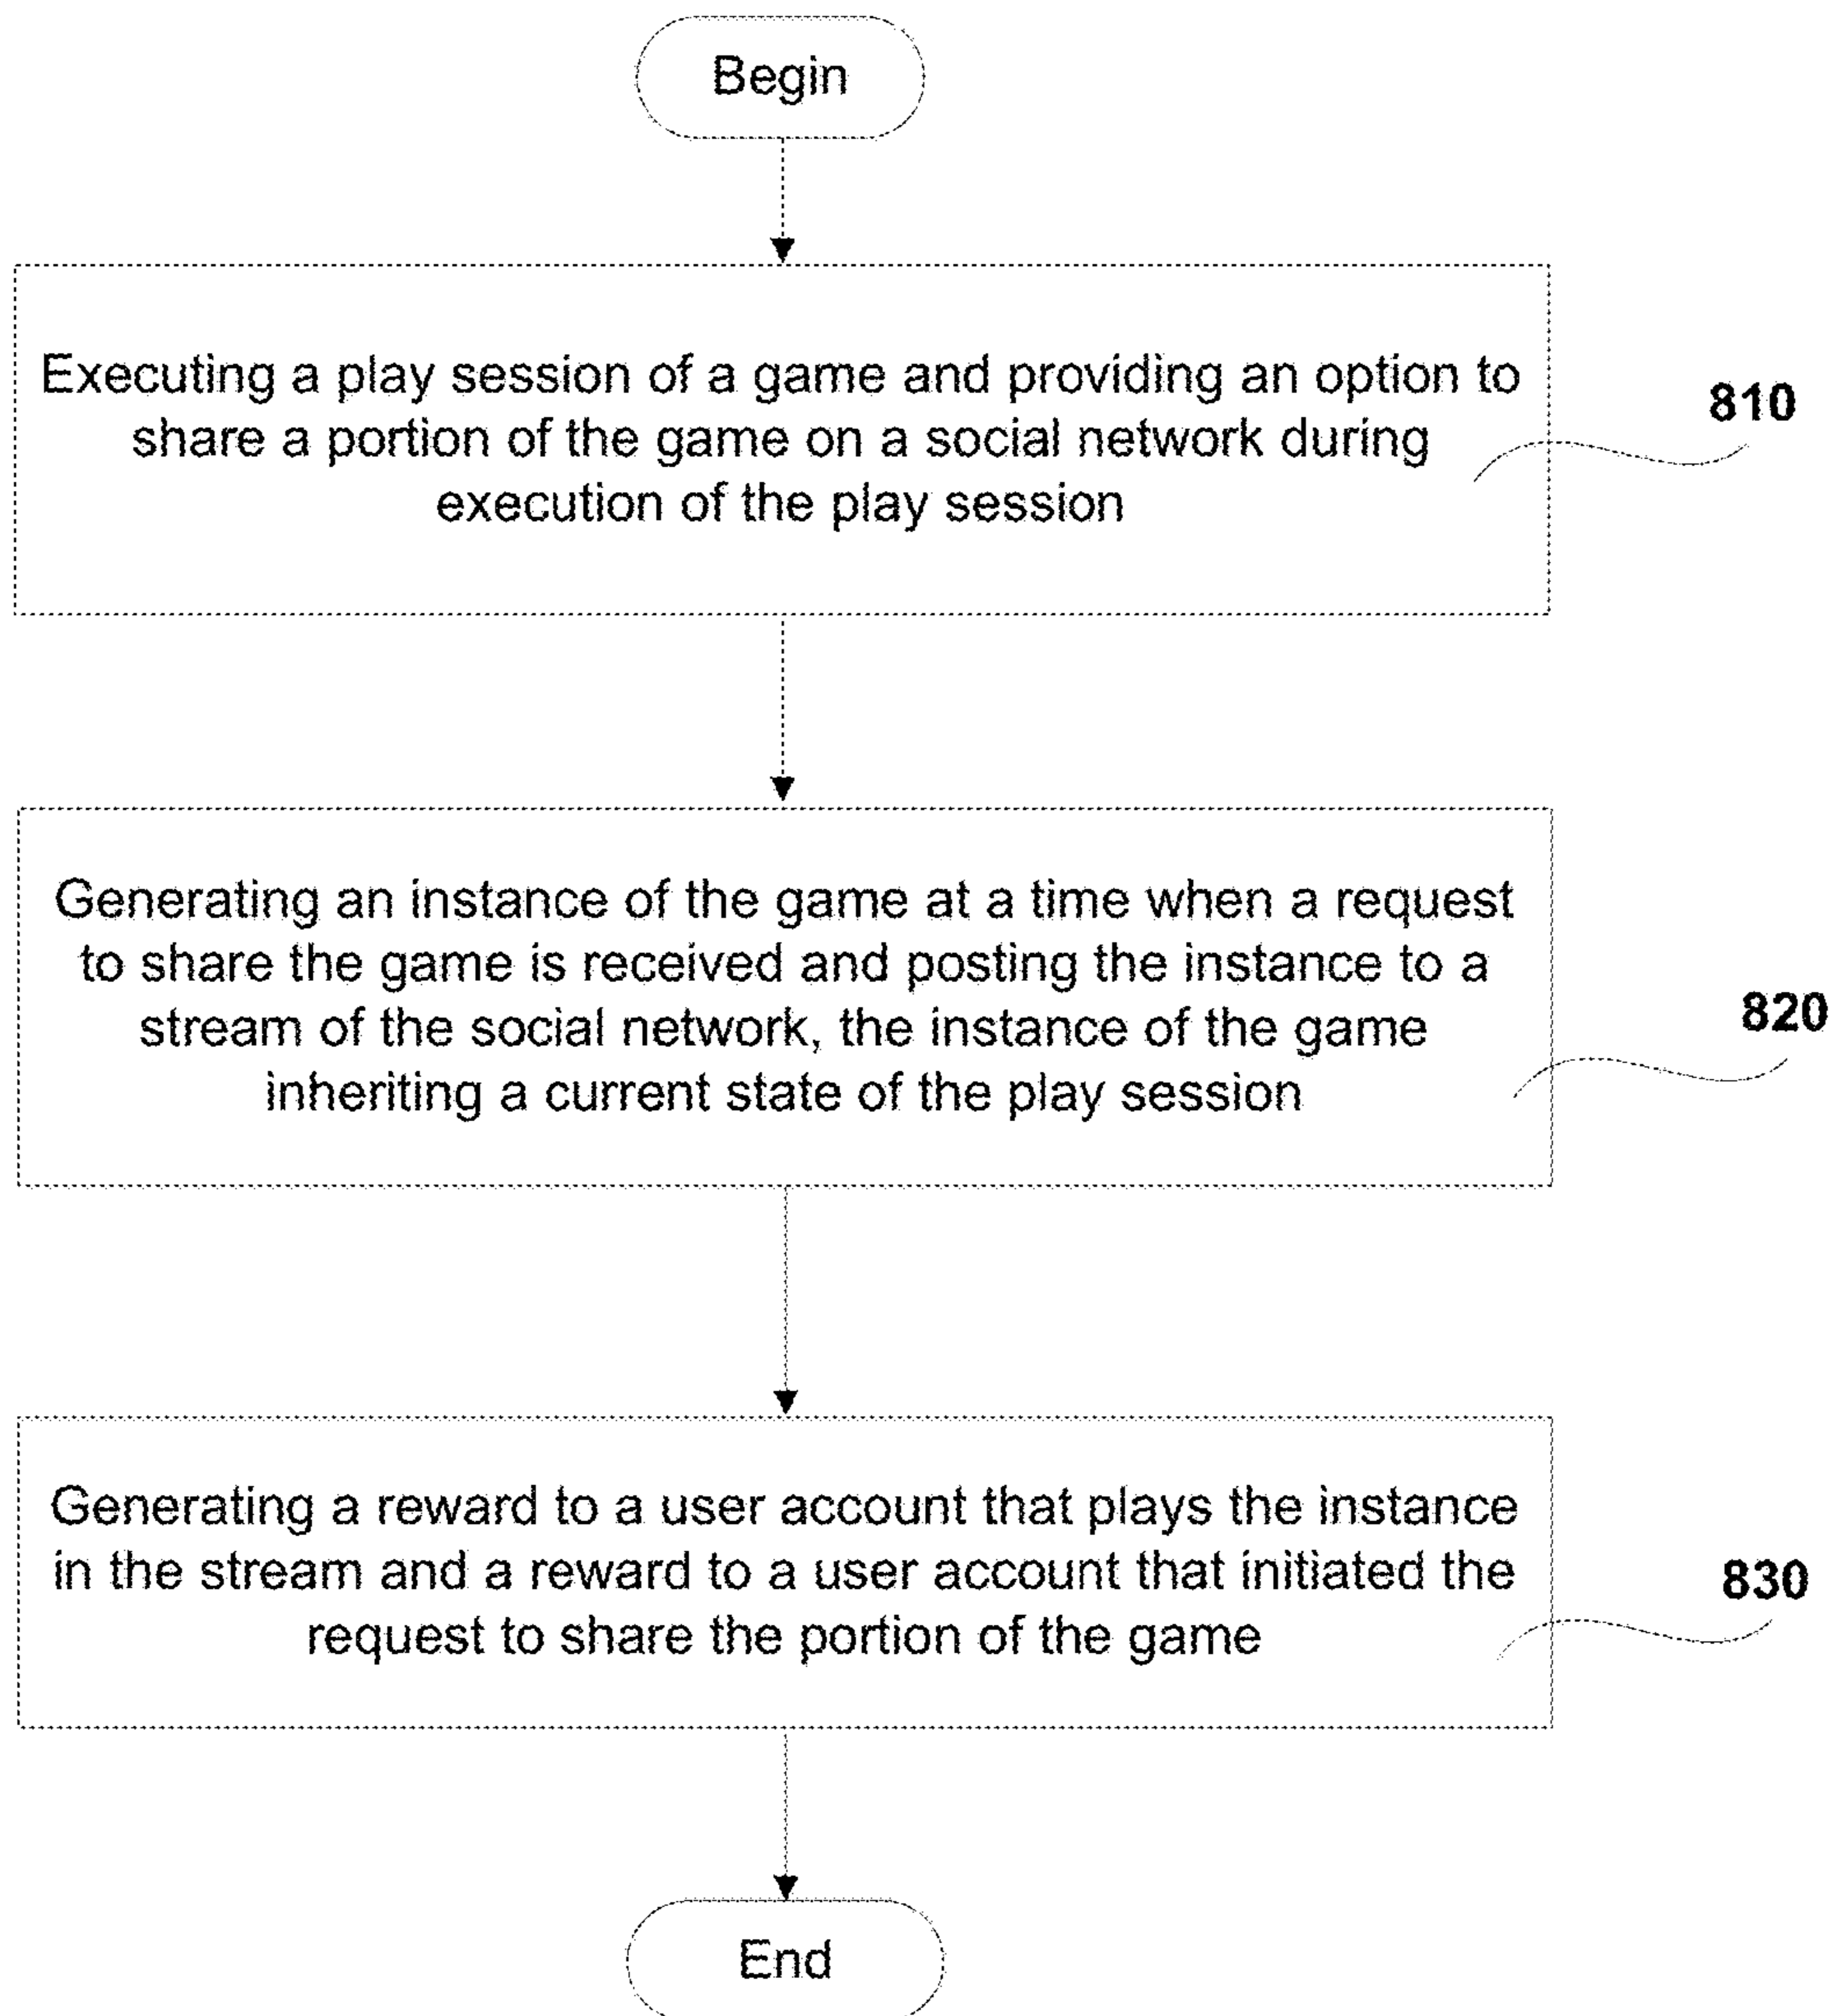 Begin
Executing a play session of a game and providing an option to
share a portion of the game on a social network during
execution of the play session
810
Generating an instance of the game at a time when a request
to share the game is received and posting the instance to a
stream of the social network, the instance of the game
inheriting a current state of the play session
820
Generating a reward to a user account that plays the instance
in the stream and a reward to a user account that initiated the
request to share the portion of the game
830
End